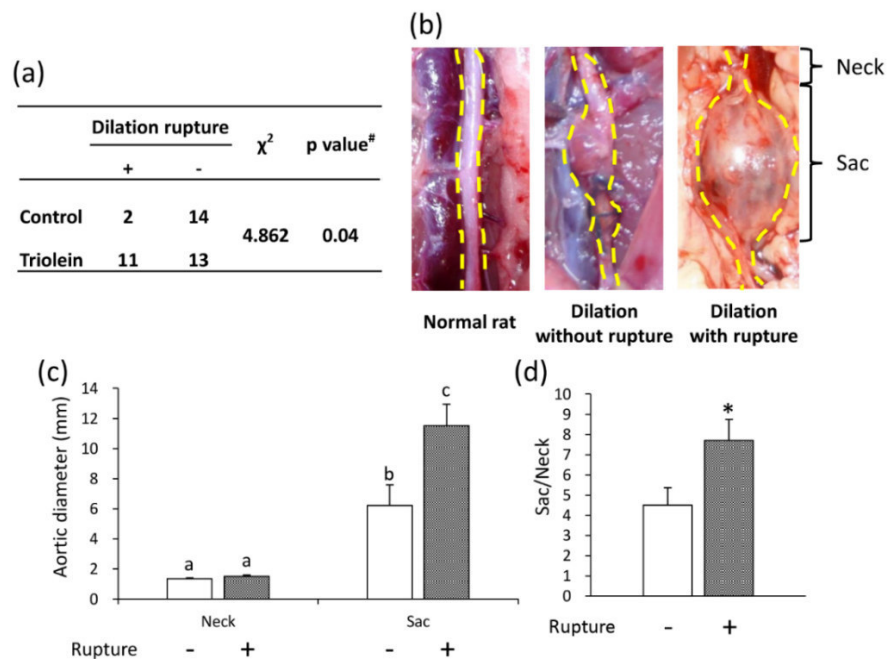 (a)
Dilation rupture
χ² p value#
+ -
Control 2 14
4.862 0.04
Triolein 11 13
(b)
Neck
Sac
Normal rat
Dilation
without rupture
Dilation
with rupture
(c)
Aortic diameter (mm)
14
12
10
8
6
4
2
0
a a b c
Neck Sac
Rupture - + - +
(d)
Sac/Neck
10
9
8
7
6
5
4
3
2
1
0
*
Rupture - +